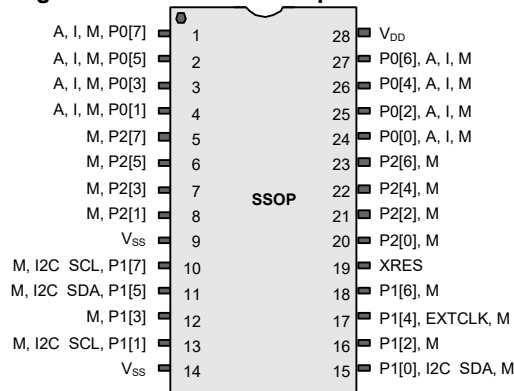 A, I, M, P0[7] 1 28 VDD
A, I, M, P0[5] 2 27 P0[6], A, I, M
A, I, M, P0[3] 3 26 P0[4], A, I, M
A, I, M, P0[1] 4 25 P0[2], A, I, M
M, P2[7] 5 24 P0[0], A, I, M
M, P2[5] 6 23 P2[6], M
M, P2[3] 7 22 P2[4], M
SSOP
M, P2[1] 8 21 P2[2], M
VSS 9 20 P2[0], M
M, I2C SCL, P1[7] 10 19 XRES
M, I2C SDA, P1[5] 11 18 P1[6], M
M, P1[3] 12 17 P1[4], EXTCLK, M
M, I2C SCL, P1[1] 13 16 P1[2], M
VSS 14 15 P1[0], I2C SDA, M